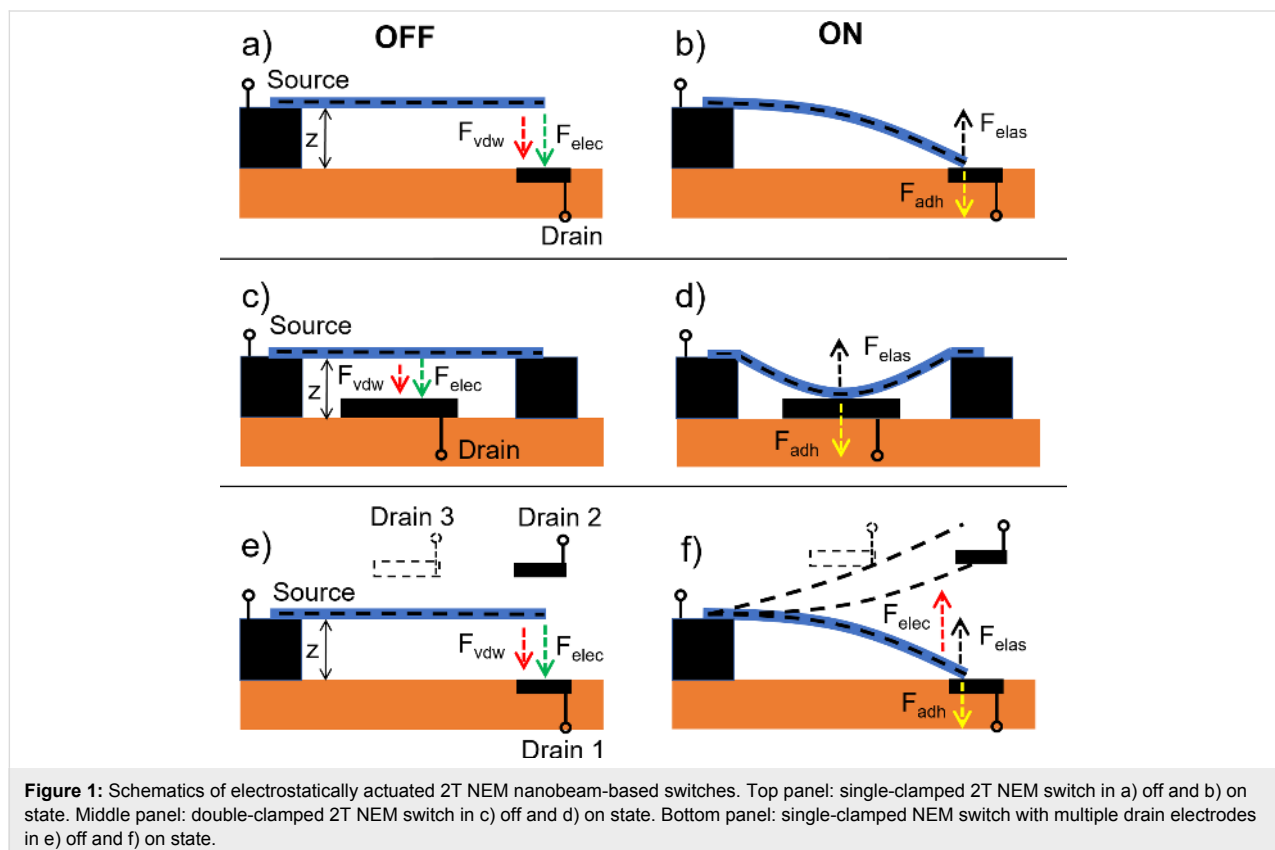 OFF
ON
a)
Source
z
F_vdw
F_elec
Drain
b)
F_elas
F_adh
c)
Source
z
F_vdw
F_elec
Drain
d)
F_elas
F_adh
e)
Drain 3
Drain 2
Source
z
F_vdw
F_elec
Drain 1
f)
F_elec
F_elas
F_adh
Figure 1: Schematics of electrostatically actuated 2T NEM nanobeam-based switches. Top panel: single-clamped 2T NEM switch in a) off and b) on
state. Middle panel: double-clamped 2T NEM switch in c) off and d) on state. Bottom panel: single-clamped NEM switch with multiple drain electrodes
in e) off and f) on state.